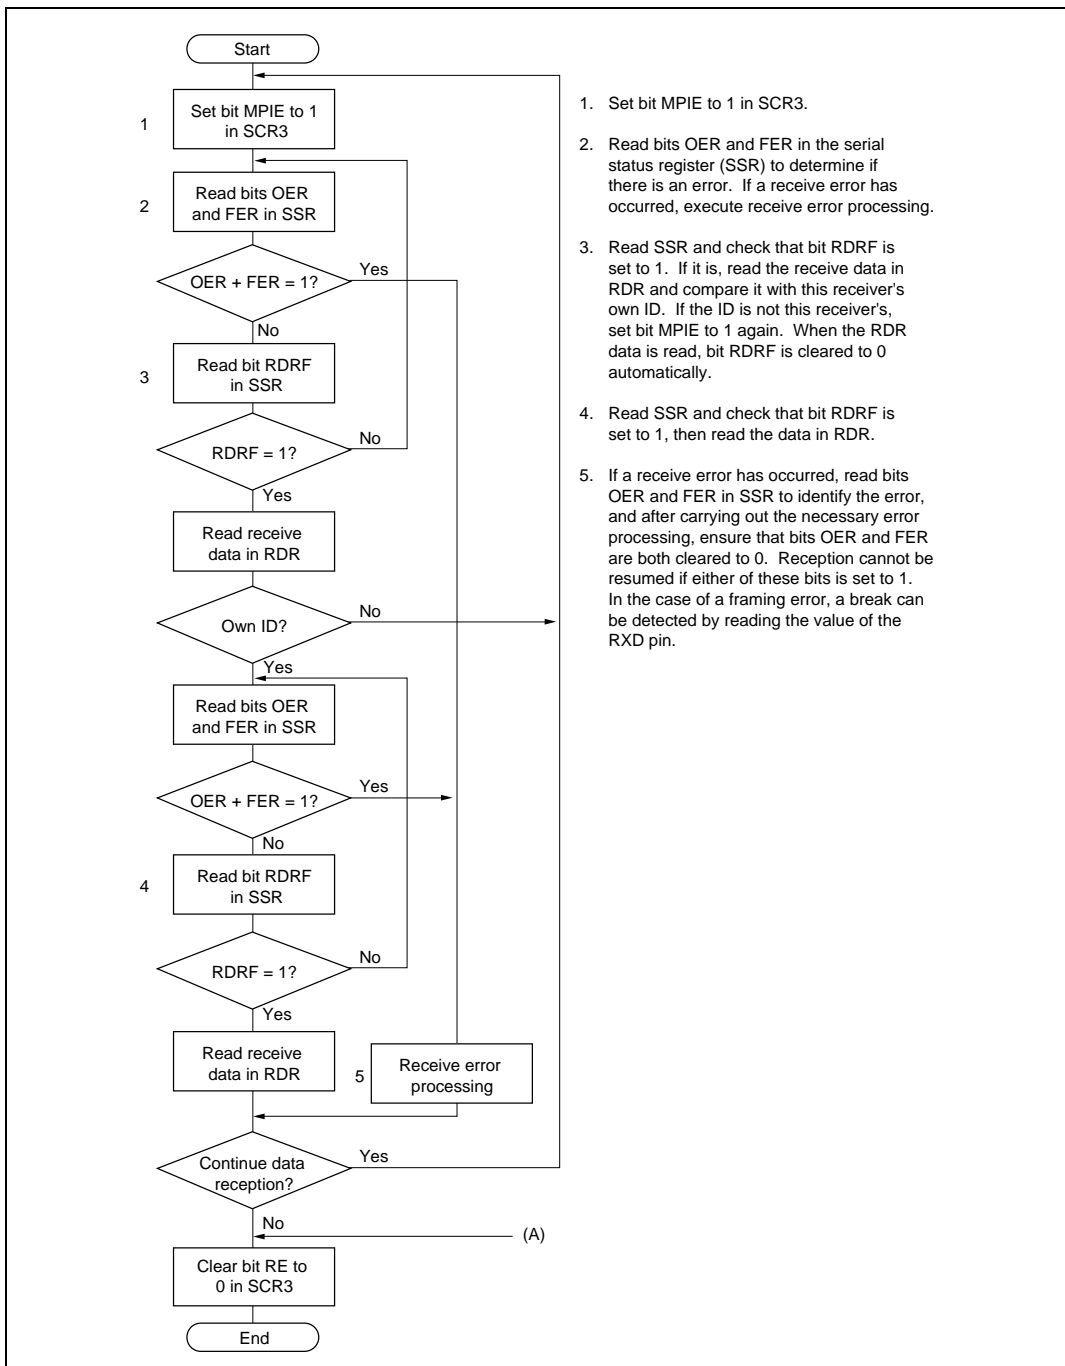 Start
1
Set bit MPIE to 1
in SCR3
2
Read bits OER
and FER in SSR
OER + FER = 1?
Yes
No
3
Read bit RDRF
in SSR
RDRF = 1?
No
Yes
Read receive
data in RDR
Own ID?
No
Yes
Read bits OER
and FER in SSR
OER + FER = 1?
Yes
No
4
Read bit RDRF
in SSR
RDRF = 1?
No
Yes
Read receive
data in RDR
5
Receive error
processing
Continue data
reception?
Yes
No
(A)
Clear bit RE to
0 in SCR3
End
1. Set bit MPIE to 1 in SCR3.
2. Read bits OER and FER in the serial
status register (SSR) to determine if
there is an error. If a receive error has
occurred, execute receive error processing.
3. Read SSR and check that bit RDRF is
set to 1. If it is, read the receive data in
RDR and compare it with this receiver's
own ID. If the ID is not this receiver's,
set bit MPIE to 1 again. When the RDR
data is read, bit RDRF is cleared to 0
automatically.
4. Read SSR and check that bit RDRF is
set to 1, then read the data in RDR.
5. If a receive error has occurred, read bits
OER and FER in SSR to identify the error,
and after carrying out the necessary error
processing, ensure that bits OER and FER
are both cleared to 0. Reception cannot be
resumed if either of these bits is set to 1.
In the case of a framing error, a break can
be detected by reading the value of the
RXD pin.